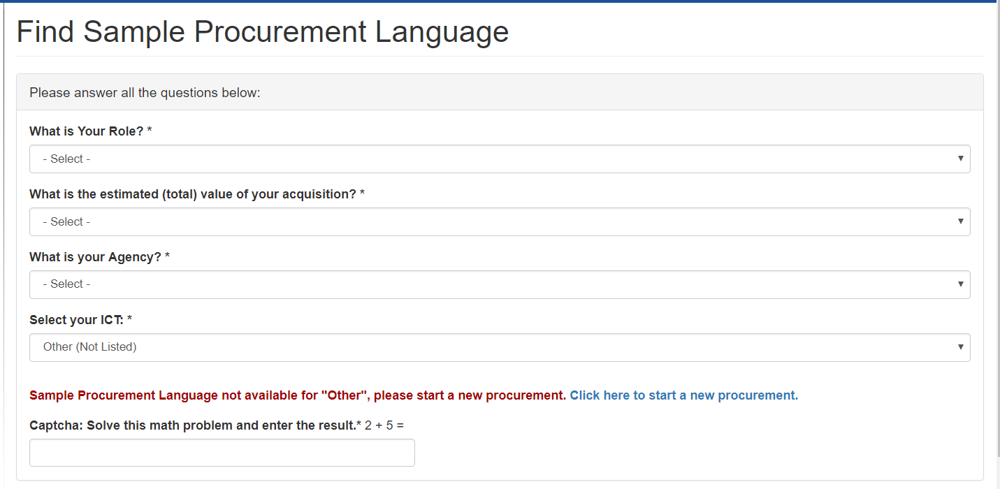 Find Sample Procurement Language
Please answer all the questions below:
What is Your Role? *
- Select -
What is the estimated (total) value of your acquisition? *
- Select -
What is your Agency? *
- Select -
Select your ICT: *
Other (Not Listed)
Sample Procurement Language not available for "Other", please start a new procurement. Click here to start a new procurement.
Captcha: Solve this math problem and enter the result.* 2 + 5 =